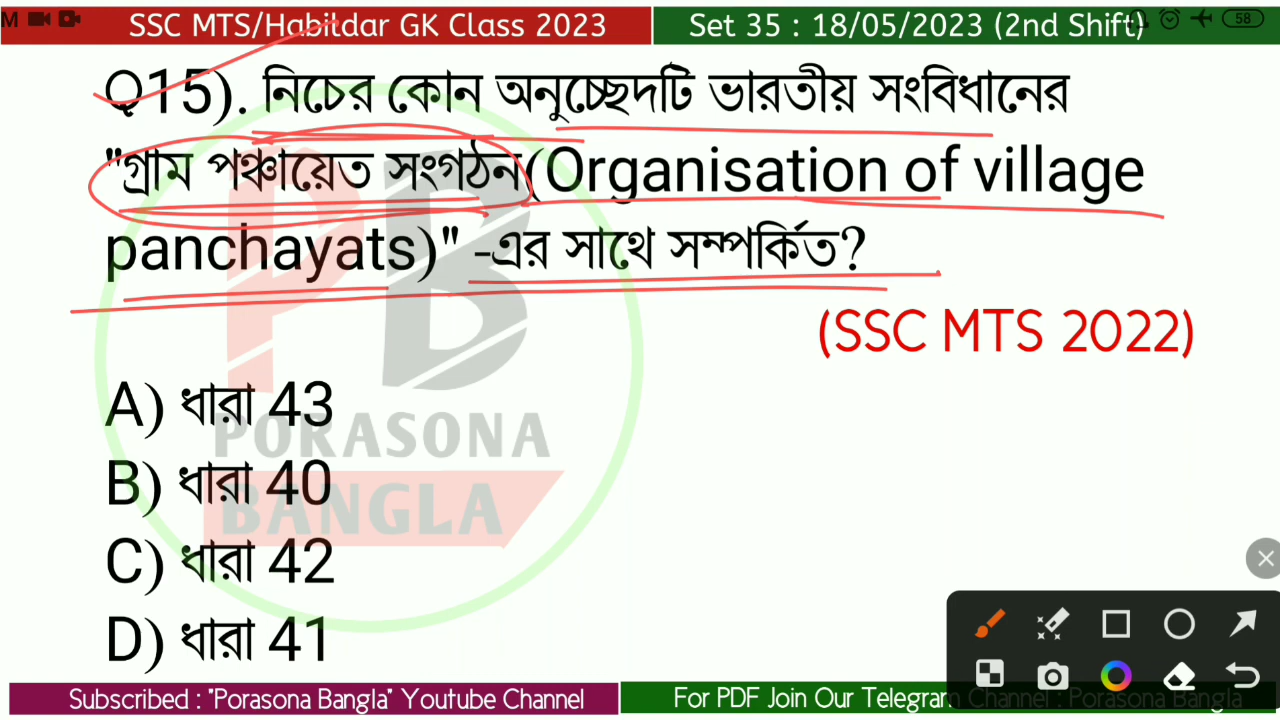 M
58
SSC MTS/Habildar GK Class 2023
Set 35 : 18/05/2023 (2nd Shift)
Q15). নিচের কোন অনুচ্ছেদটি ভারতীয় সংবিধানের
"গ্রাম পঞ্চায়েত সংগঠন(Organisation of village
panchayats)" -এর সাথে সম্পর্কিত?
(SSC MTS 2022)
A) ধারা 43
B) ধারা 40
C) ধারা 42
D) ধারা 41
PB
PORASONA
BANGLA
Subscribed : "Porasona Bangla" Youtube Channel
For PDF Join Our Telegram Channel : Porasona Bangla